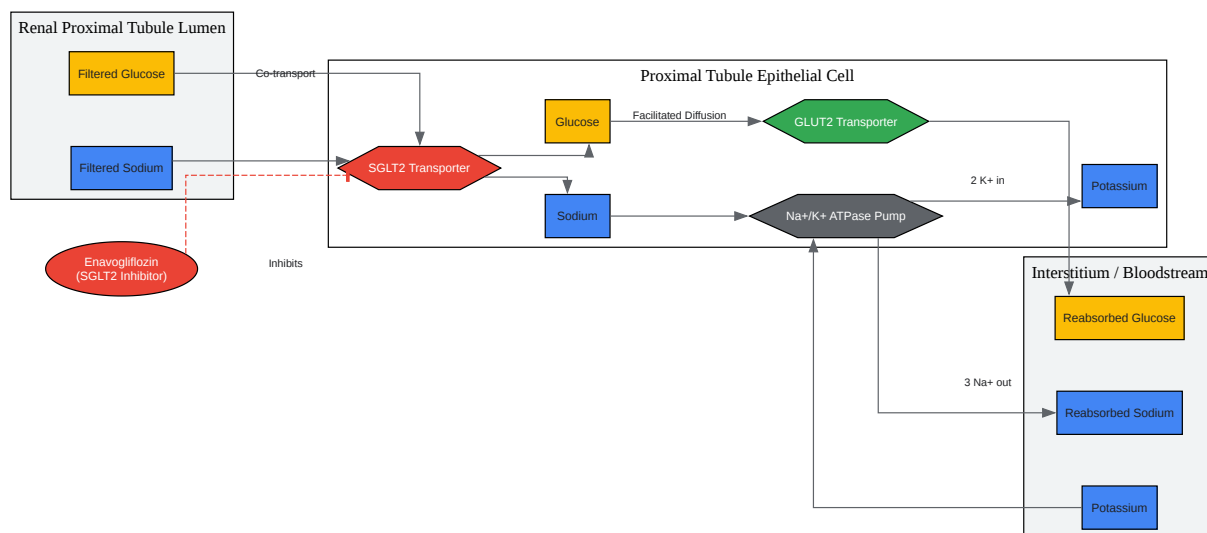 Renal Proximal Tubule Lumen
Filtered Glucose
Co-transport
Filtered Sodium
Enavogliflozin
(SGLT2 Inhibitor)
Inhibits
Proximal Tubule Epithelial Cell
Glucose
Facilitated Diffusion
GLUT2 Transporter
SGLT2 Transporter
Sodium
Na+/K+ ATPase Pump
2 K+ in
Potassium
Interstitium / Bloodstream
Reabsorbed Glucose
3 Na+ out
Reabsorbed Sodium
Potassium